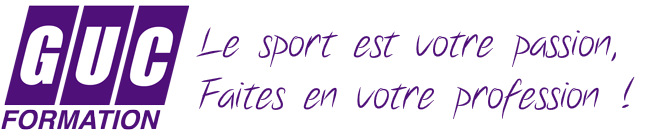 GUC
FORMATION
Le sport est votre passion,
Faites en votre profession !